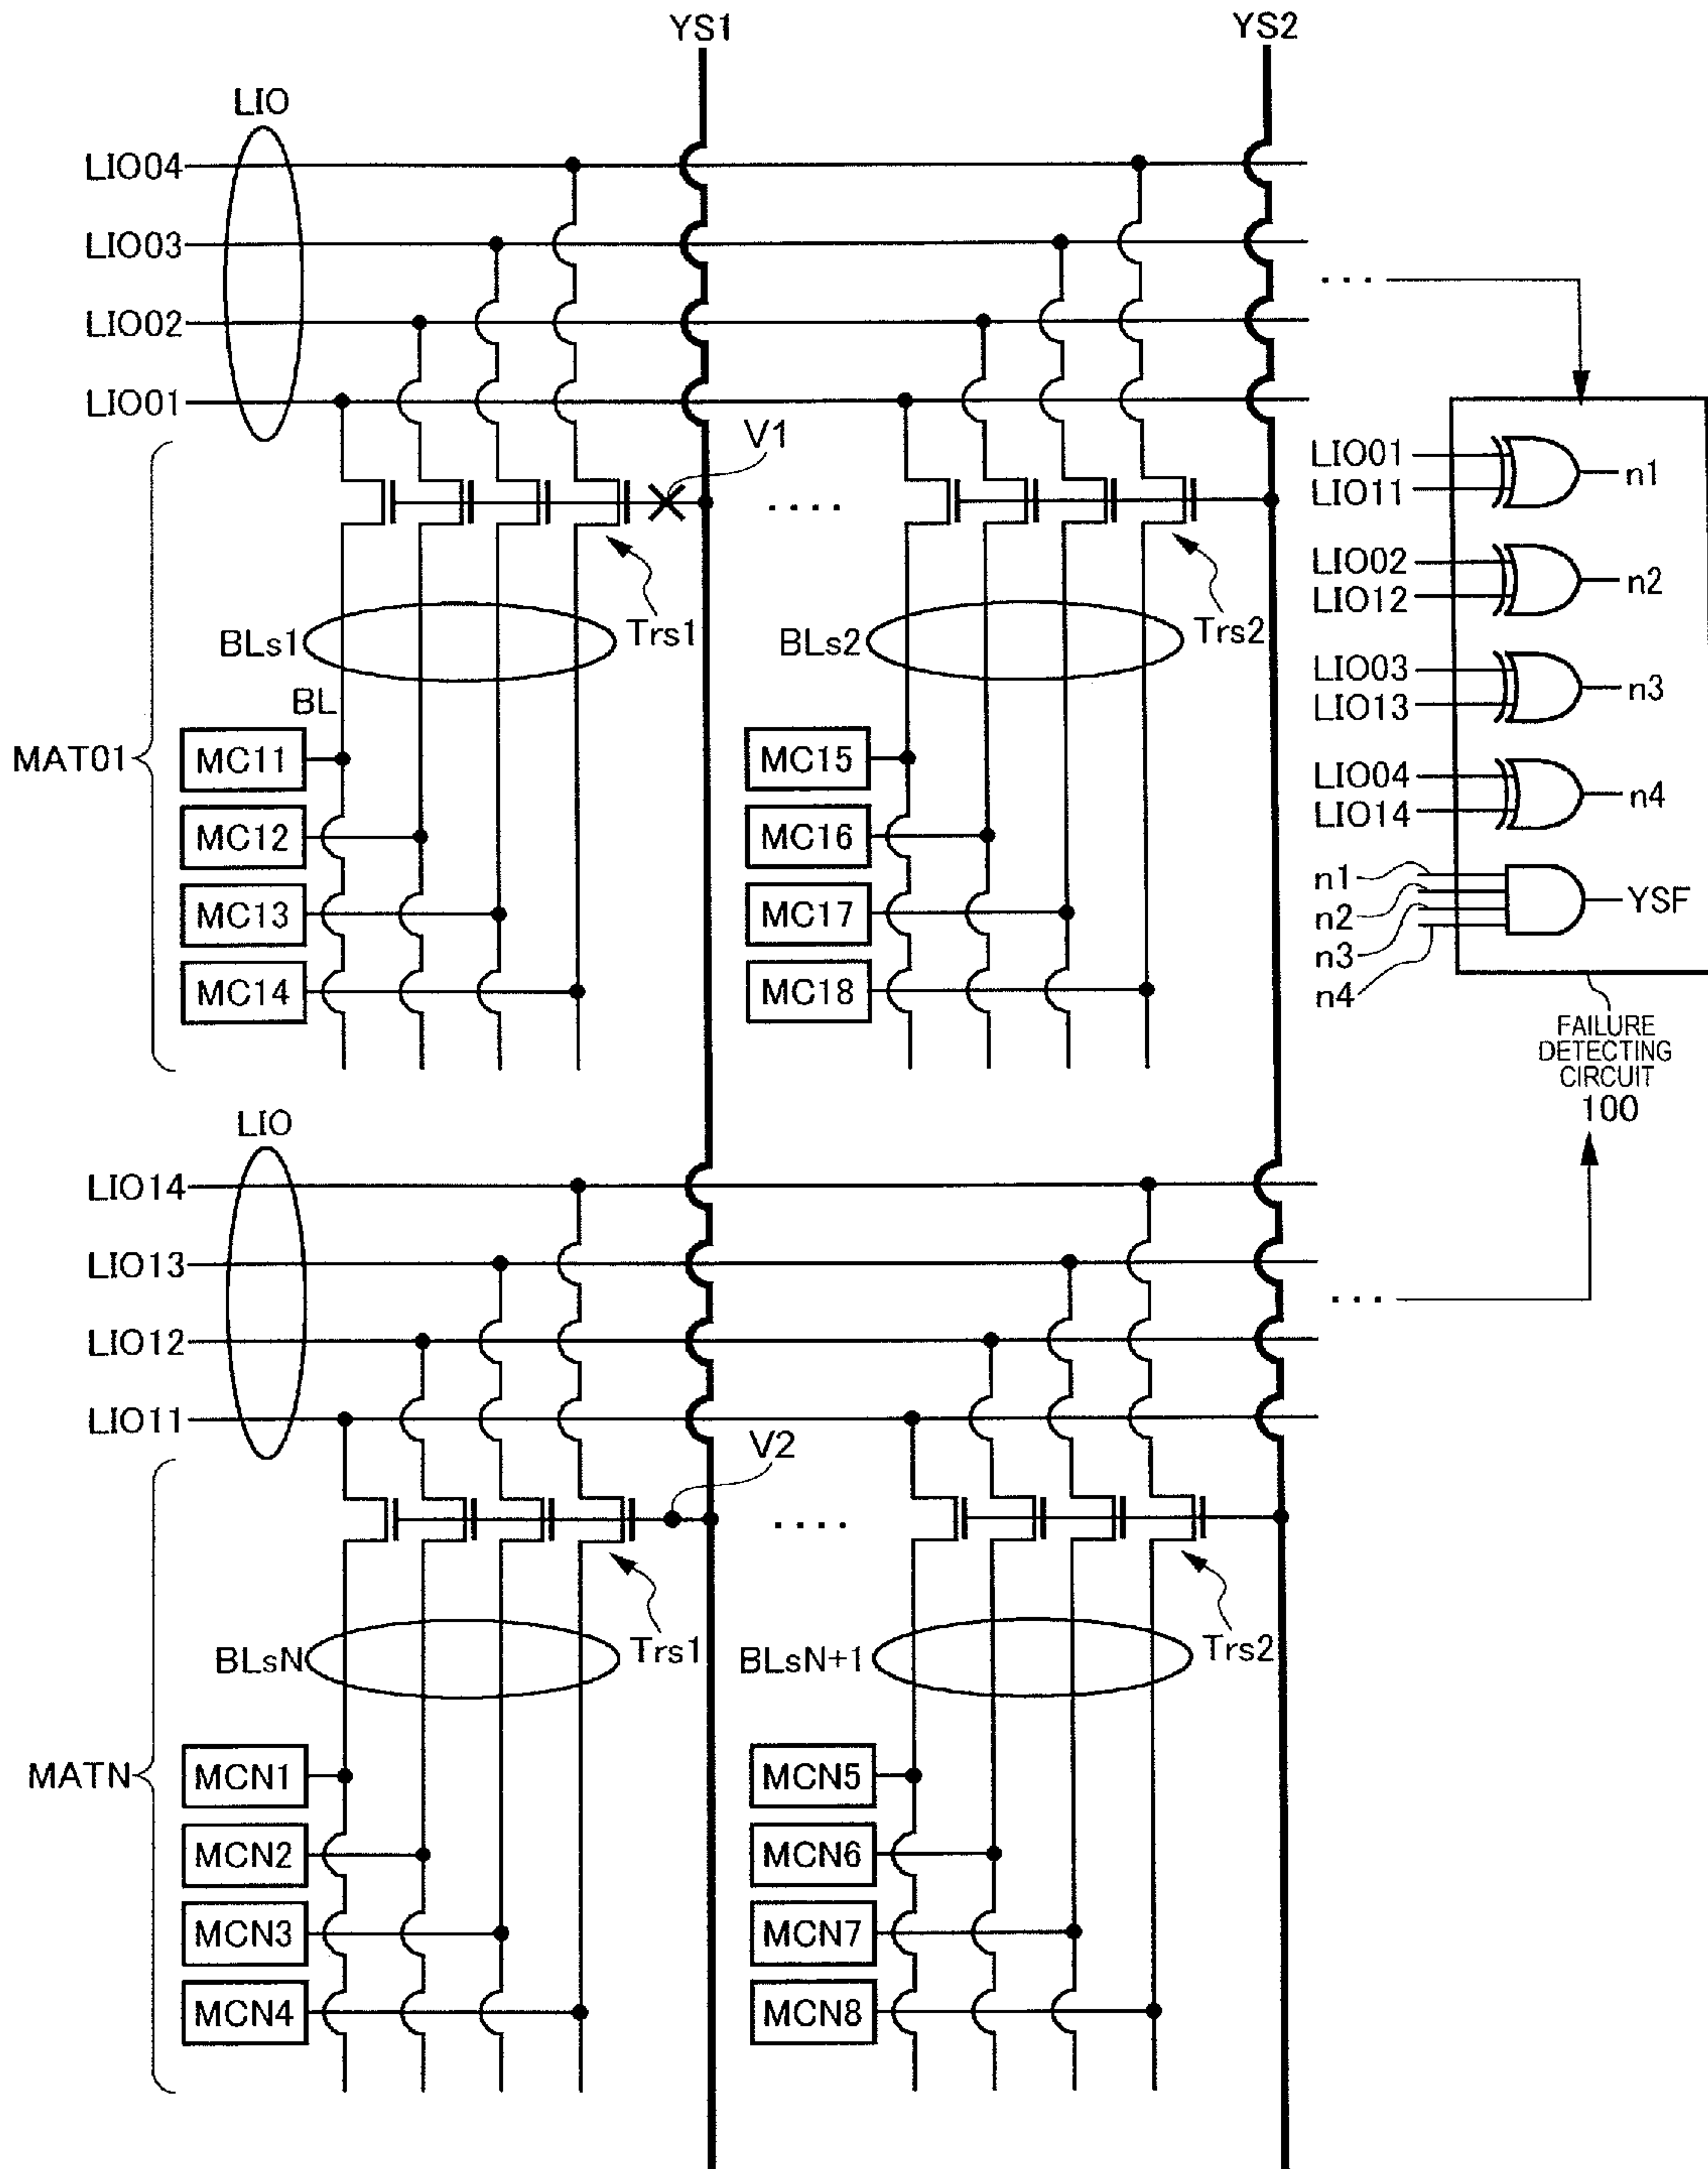 YS1
YS2
LIO
LIO04
LIO03
LIO02
LIO01
V1
. . . .
. . .
Trs1
Trs2
BLs1
BLs2
BL
MAT01
MC11
MC12
MC13
MC14
MC15
MC16
MC17
MC18
LIO01
LIO11
n1
LIO02
LIO12
n2
LIO03
LIO13
n3
LIO04
LIO14
n4
n1
n2
n3
n4
YSF
FAILURE
DETECTING
CIRCUIT
100
LIO
LIO14
LIO13
LIO12
LIO11
V2
. . . .
. . .
Trs1
Trs2
BLsN
BLsN+1
MATN
MCN1
MCN2
MCN3
MCN4
MCN5
MCN6
MCN7
MCN8